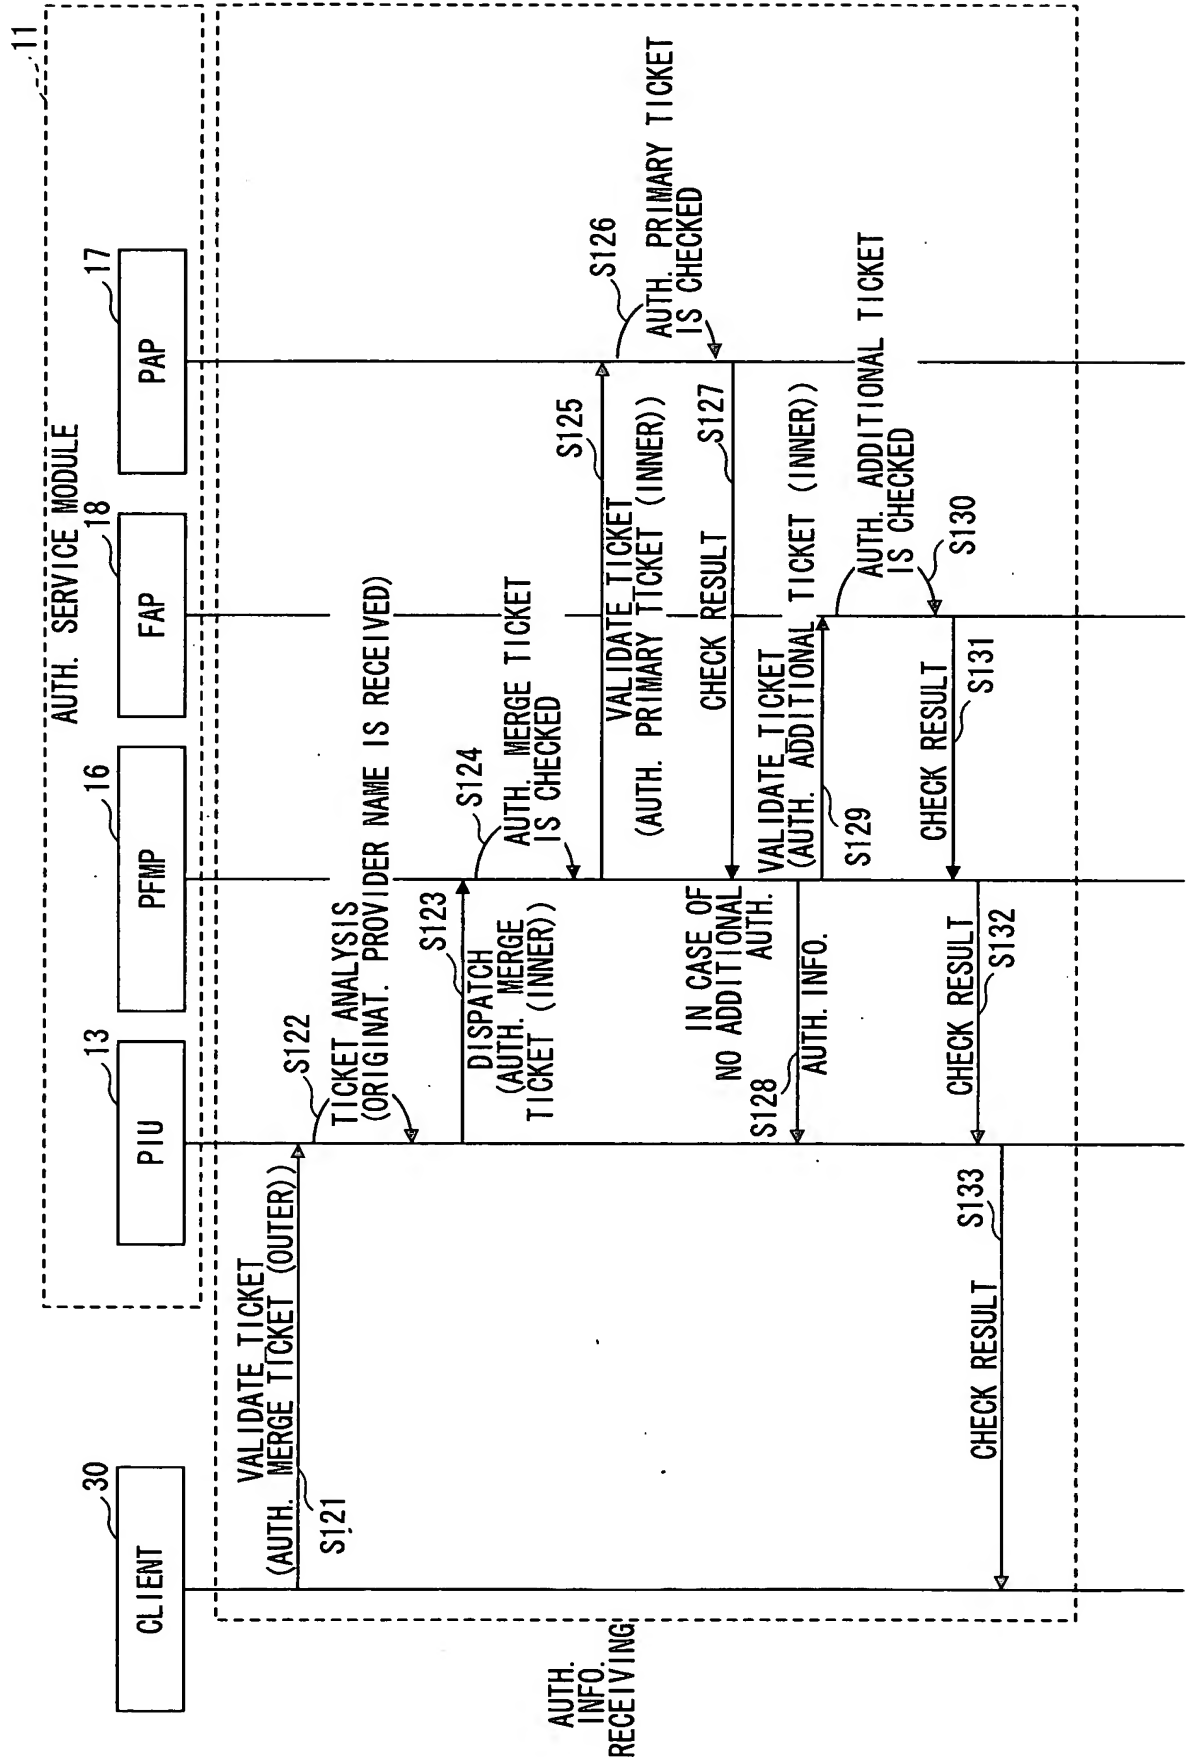 11
AUTH. SERVICE MODULE
30
CLIENT
13
PIU
16
PFMP
18
FAP
17
PAP
AUTH.
INFO.
RECEIVING
VALIDATE TICKET
(AUTH. MERGE TICKET (OUTER))
S121
S122
TICKET ANALYSIS
(ORIGINAT. PROVIDER NAME IS RECEIVED)
S123
DISPATCH
(AUTH. MERGE
TICKET (INNER))
S124
AUTH. MERGE TICKET
IS CHECKED
S125
VALIDATE TICKET
(AUTH. PRIMARY TICKET (INNER))
S126
AUTH. PRIMARY TICKET
IS CHECKED
S127
CHECK RESULT
IN CASE OF
NO ADDITIONAL
AUTH.
S128
AUTH. INFO.
VALIDATE TICKET
(AUTH. ADDITIONAL TICKET (INNER))
S129
AUTH. ADDITIONAL TICKET
IS CHECKED
S130
CHECK RESULT
S131
CHECK RESULT
S132
S133
CHECK RESULT